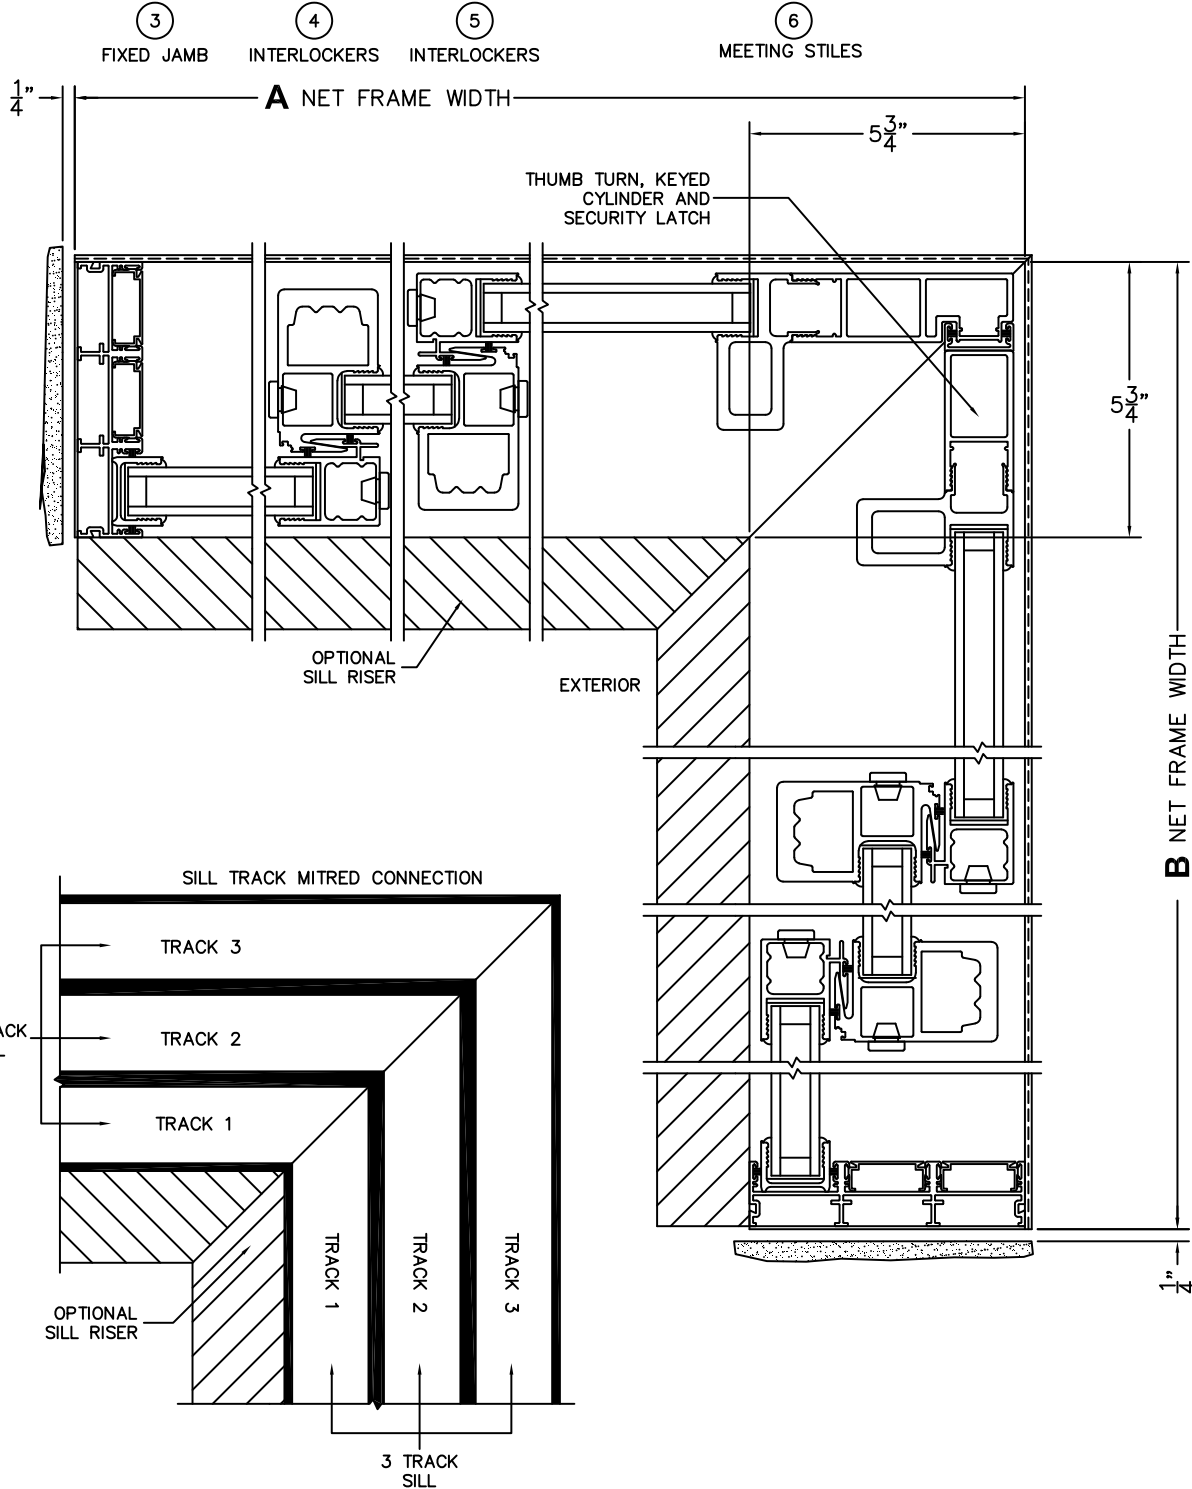 3
FIXED JAMB
4
INTERLOCKERS
5
INTERLOCKERS
6
MEETING STILES
1/4"
A NET FRAME WIDTH
5 3/4"
THUMB TURN, KEYED
CYLINDER AND
SECURITY LATCH
5 3/4"
OPTIONAL
SILL RISER
EXTERIOR
B NET FRAME WIDTH
SILL TRACK MITRED CONNECTION
TRACK 3
TRACK 2
TRACK 1
TRACK 1
TRACK 2
TRACK 3
1/4"
OPTIONAL
SILL RISER
3 TRACK
SILL